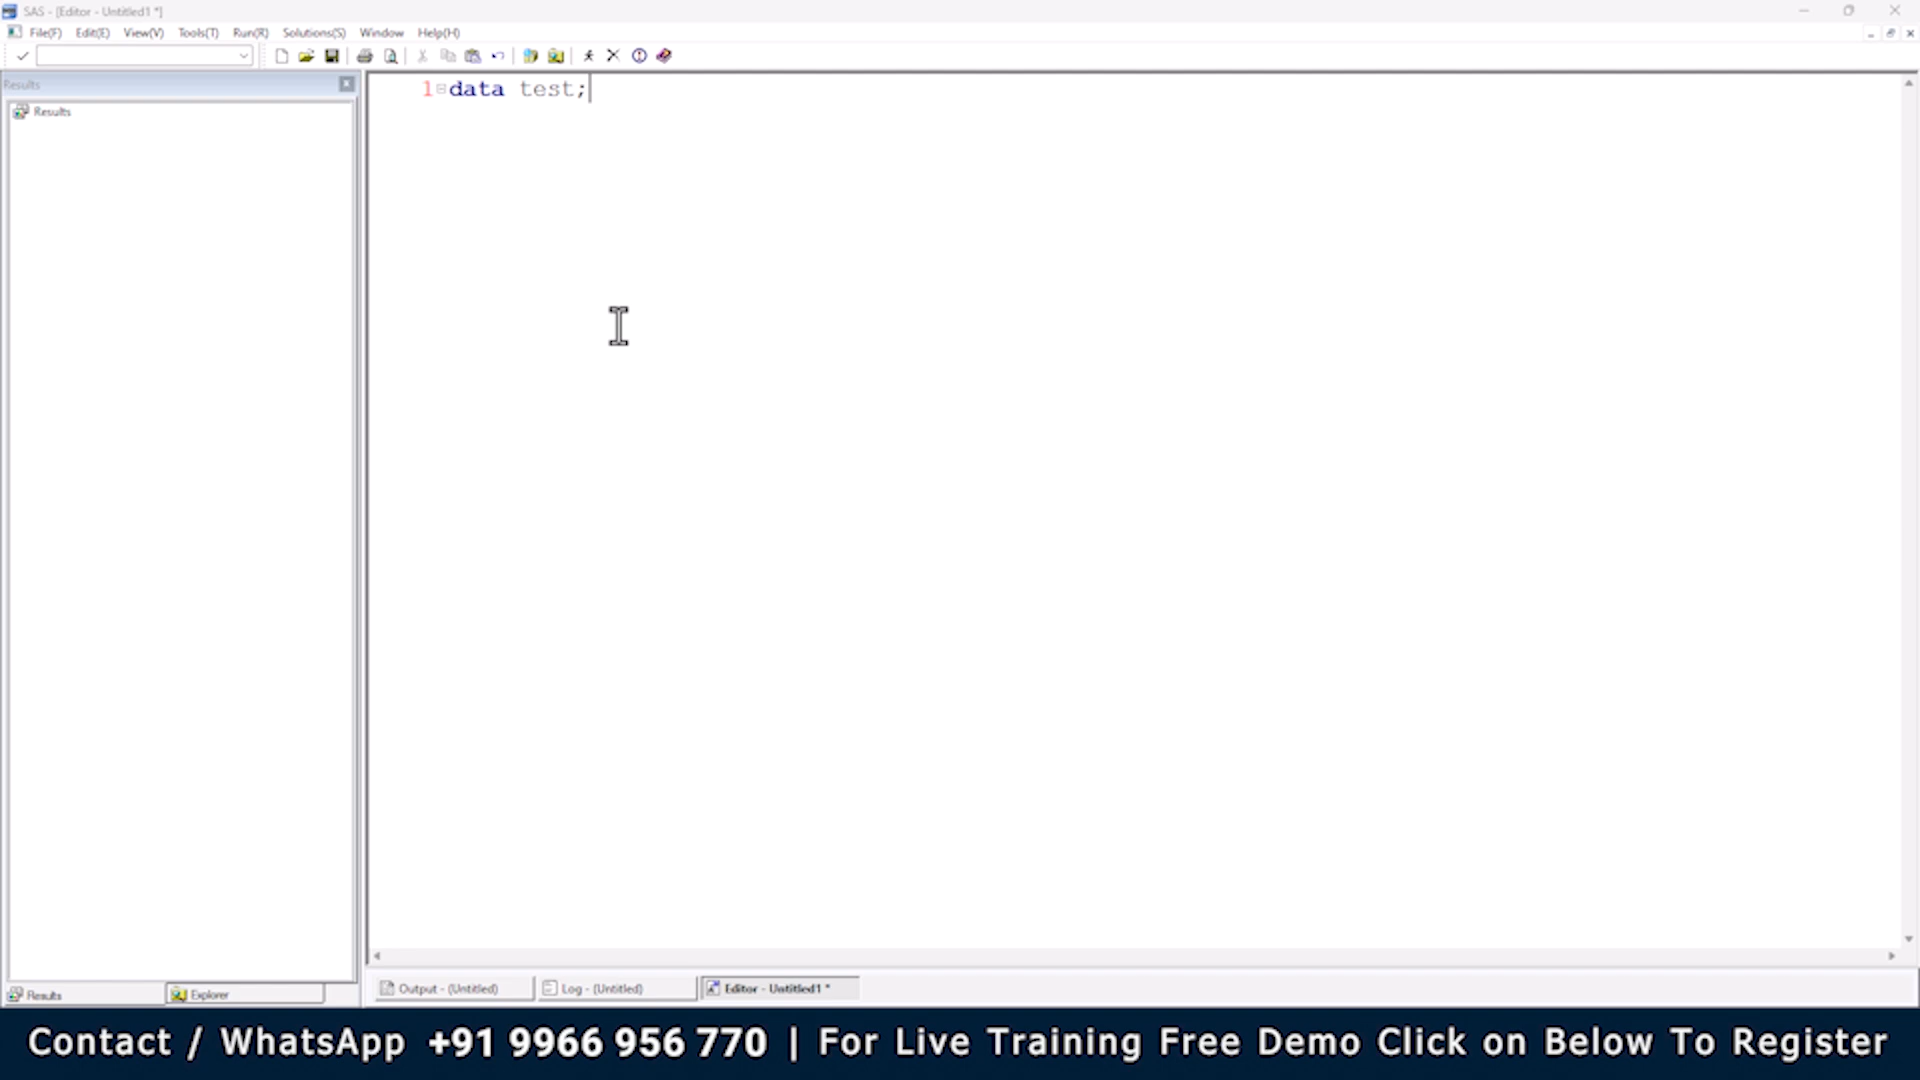 SAS - [Editor - Untitled1 *]
File(F) Edit(E) View(V) Tools(T) Run(R) Solutions(S) Window Help(H)
Results
Results
1 data test;
Results Explorer
Output - (Untitled) Log - (Untitled) Editor - Untitled1 *
Contact / WhatsApp +91 9966 956 770 | For Live Training Free Demo Click on Below To Register